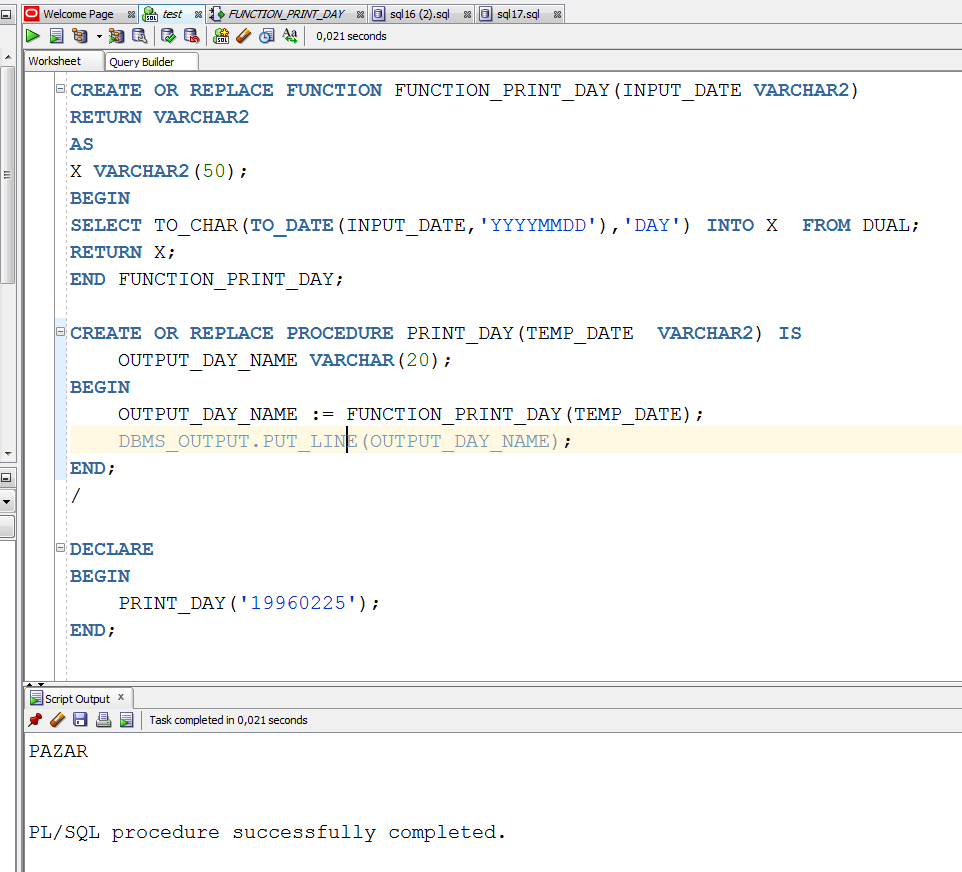 Welcome Page test FUNCTION_PRINT_DAY sql16 (2).sql sql17.sql
0,021 seconds
Worksheet Query Builder
CREATE OR REPLACE FUNCTION FUNCTION_PRINT_DAY(INPUT_DATE VARCHAR2)
RETURN VARCHAR2
AS
X VARCHAR2(50);
BEGIN
SELECT TO_CHAR(TO_DATE(INPUT_DATE,'YYYYMMDD'),'DAY') INTO X  FROM DUAL;
RETURN X;
END FUNCTION_PRINT_DAY;
CREATE OR REPLACE PROCEDURE PRINT_DAY(TEMP_DATE  VARCHAR2) IS
    OUTPUT_DAY_NAME VARCHAR(20);
BEGIN
    OUTPUT_DAY_NAME := FUNCTION_PRINT_DAY(TEMP_DATE);
    DBMS_OUTPUT.PUT_LINE(OUTPUT_DAY_NAME);
END;
/
DECLARE
BEGIN
    PRINT_DAY('19960225');
END;
Script Output x
Task completed in 0,021 seconds
PAZAR
PL/SQL procedure successfully completed.